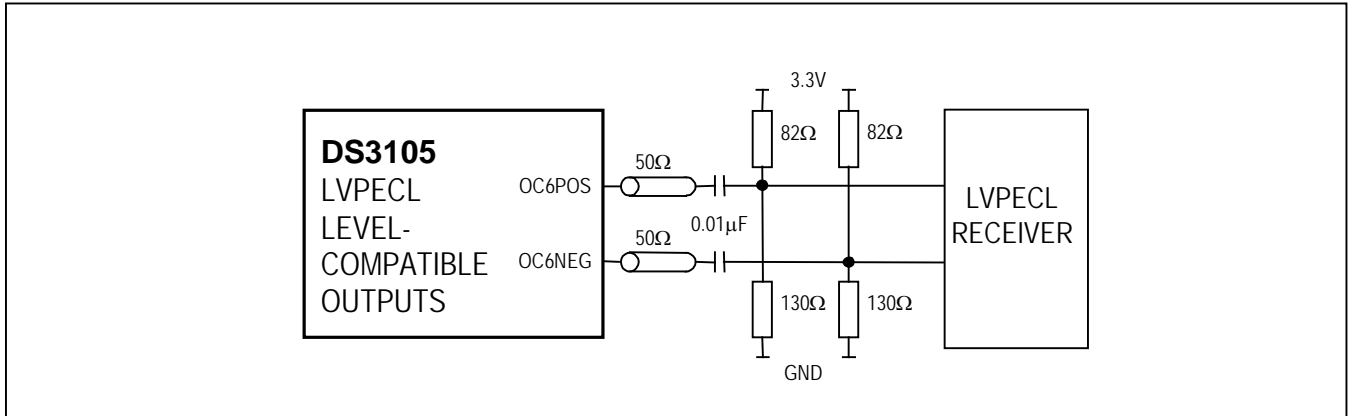 3.3V
82Ω
82Ω
DS3105
LVPECL
LEVEL-
COMPATIBLE
OUTPUTS
OC6POS
50Ω
0.01μF
OC6NEG
50Ω
LVPECL
RECEIVER
130Ω
130Ω
GND